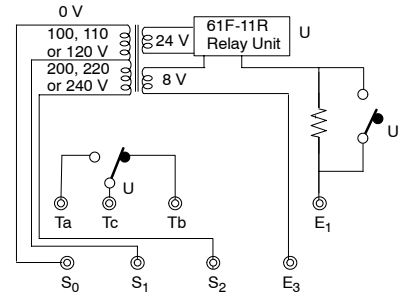 0 V
100, 110
or 120 V
200, 220
or 240 V
24 V
8 V
61F-11R
Relay Unit
U
U
U
Ta
Tc
Tb
E1
S0
S1
S2
E3